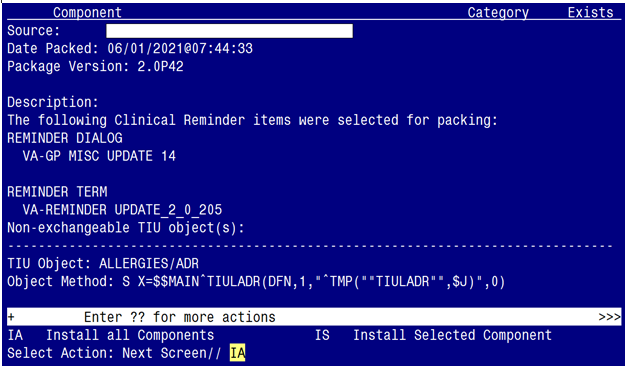 Component Category Exists
Source:
Date Packed: 06/01/2021@07:44:33
Package Version: 2.0P42
Description:
The following Clinical Reminder items were selected for packing:
REMINDER DIALOG
VA-GP MISC UPDATE 14
REMINDER TERM
VA-REMINDER UPDATE_2_0_205
Non-exchangeable TIU object(s):
--------------------------------------------------------------------------------
TIU Object: ALLERGIES/ADR
Object Method: S X=$$MAIN^TIULADR(DFN,1,"^TMP(""TIULADR"",$J)",0)
+ Enter ?? for more actions >>>
IA Install all Components IS Install Selected Component
Select Action: Next Screen// IA